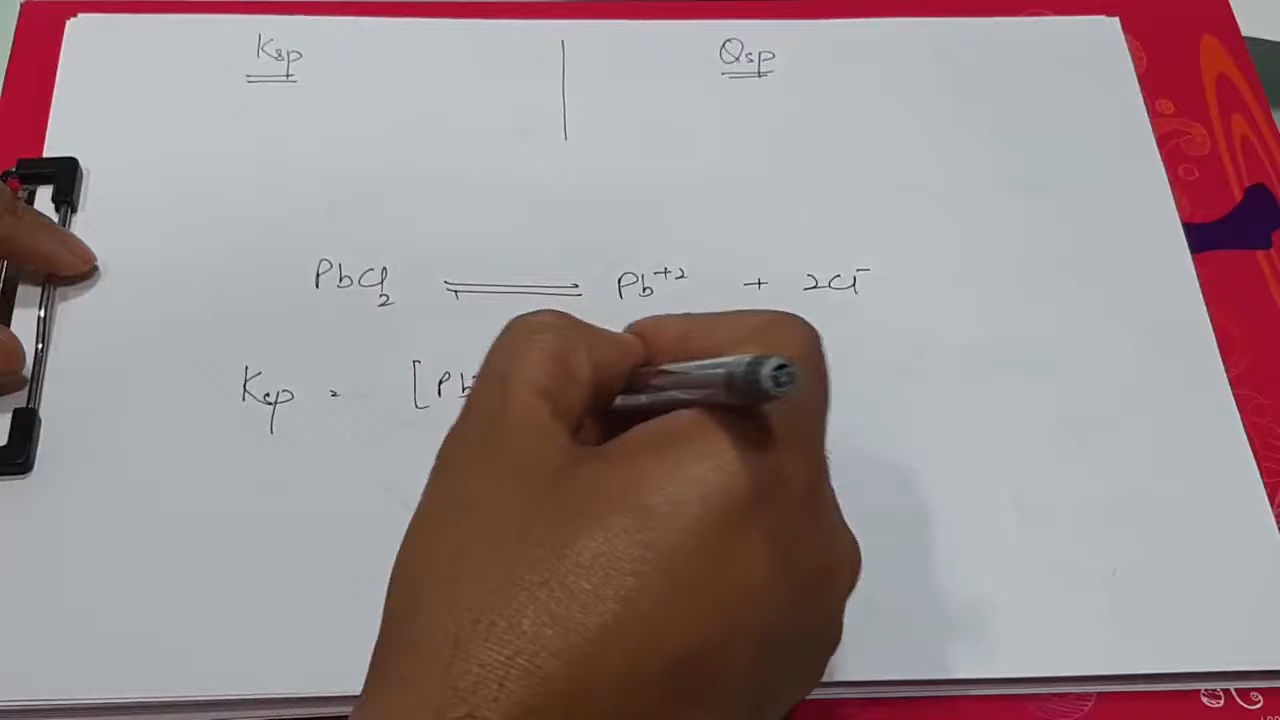 Ksp | Qsp
PbCl₂ ⇌ Pb⁺² + 2Cl⁻
Ksp = [Pb